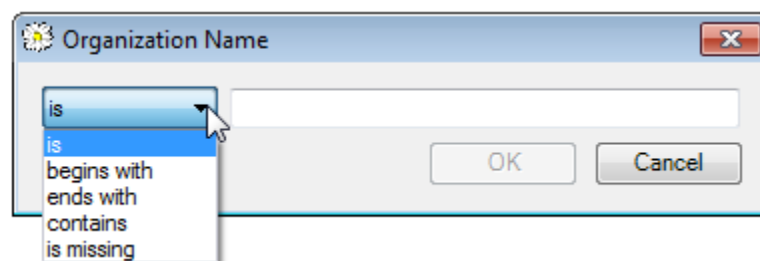 Organization Name
is
is
begins with
ends with
contains
is missing
OK
Cancel